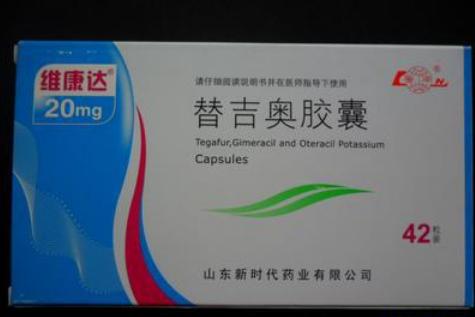 维康达®
20mg
请仔细阅读说明书并在医师指导下使用
替吉奥胶囊
Tegafur,Gimeracil and Oteracil Potassium
Capsules
42粒装
山东新时代药业有限公司